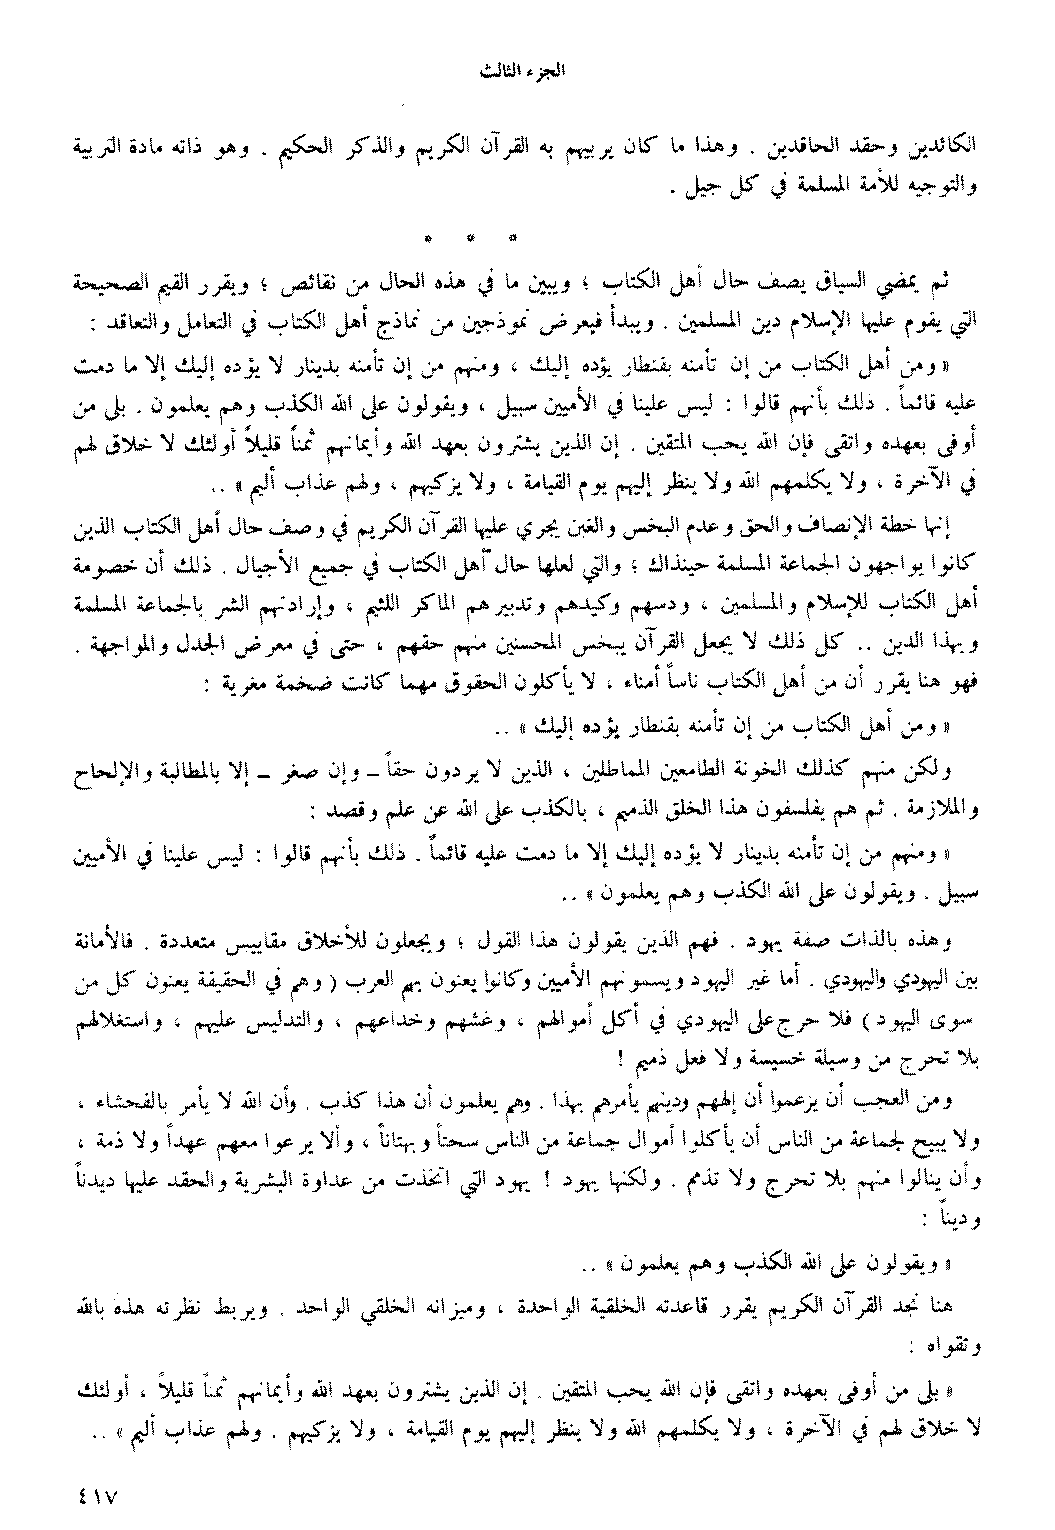 الجزء الثالث
الكائدين وحقد الحاقدين . وهذا ما كان يربيهم به القرآن الكريم والذكر الحكيم . وهو ذاته مادة التربية
والتوجيه للأمة المسلمة في كل جيل .
* * *
ثم يمضي السياق يصف حال أهل الكتاب ؛ ويبين ما في هذه الحال من نقائص ؛ ويقرر القيم الصحيحة
التي يقوم عليها الإسلام دين المسلمين . ويبدأ فيعرض نموذجين من نماذج أهل الكتاب في التعامل والتعاقد :
« ومن أهل الكتاب من إن تأمنه بقنطار يؤده إليك ، ومنهم من إن تأمنه بدينار لا يؤده إليك إلا ما دمت
عليه قائماً . ذلك بأنهم قالوا : ليس علينا في الأميين سبيل ، ويقولون على الله الكذب وهم يعلمون . بلى من
أوفى بعهده واتقى فإن الله يحب المتقين . إن الذين يشترون بعهد الله وأيمانهم ثمناً قليلاً أولئك لا خلاق لهم
في الآخرة ، ولا يكلمهم الله ولا ينظر إليهم يوم القيامة ، ولا يزكيهم ، ولهم عذاب أليم » ..
إنها خطة الإنصاف والحق وعدم البخس والغبن يجري عليها القرآن الكريم في وصف حال أهل الكتاب الذين
كانوا يواجهون الجماعة المسلمة حينذاك ؛ والتي لعلها حال أهل الكتاب في جميع الأجيال . ذلك أن خصومة
أهل الكتاب للإسلام والمسلمين ، ودسهم وكيدهم وتدبيرهم الماكر اللئيم ، وإرادتهم الشر بالجماعة المسلمة
وبهذا الدين .. كل ذلك لا يجعل القرآن يبخس المحسنين منهم حقهم ، حتى في معرض الجدل والمواجهة .
فهو هنا يقرر أن من أهل الكتاب ناساً أمناء ، لا يأكلون الحقوق مهما كانت ضخمة مغرية :
« ومن أهل الكتاب من إن تأمنه بقنطار يؤده إليك » ..
ولكن منهم كذلك الخونة الطامعين المماطلين ، الذين لا يردون حقاً – وإن صغر – إلا بالمطالبة والإلحاح
والملازمة . ثم هم يفلسفون هذا الخلق الذميم ، بالكذب على الله عن علم وقصد :
« ومنهم من إن تأمنه بدينار لا يؤده إليك إلا ما دمت عليه قائماً . ذلك بأنهم قالوا : ليس علينا في الأميين
سبيل . ويقولون على الله الكذب وهم يعلمون » ..
وهذه بالذات صفة يهود . فهم الذين يقولون هذا القول ؛ ويجعلون للأخلاق مقاييس متعددة . فالأمانة
بين اليهودي واليهودي . أما غير اليهود ويسمونهم الأميين وكانوا يعنون بهم العرب ( وهم في الحقيقة يعنون كل من
سوى اليهود ) فلا حرج على اليهودي في أكل أموالهم ، وغشهم وخداعهم ، والتدليس عليهم ، واستغلالهم
بلا تحرج من وسيلة خسيسة ولا فعل ذميم !
ومن العجب أن يزعموا أن إلههم ودينهم يأمرهم بهذا . وهم يعلمون أن هذا كذب . وأن الله لا يأمر بالفحشاء ،
ولا يبيح لجماعة من الناس أن يأكلوا أموال جماعة من الناس سحتاً وبهتاناً ، وألا يرعوا معهم عهداً ولا ذمة ،
وأن ينالوا منهم بلا تحرج ولا تذمم . ولكنها يهود ! يهود التي اتخذت من عداوة البشرية والحقد عليها ديدناً
وديناً :
« ويقولون على الله الكذب وهم يعلمون » ..
هنا نجد القرآن الكريم يقرر قاعدته الخلقية الواحدة ، وميزانه الخلقي الواحد . ويربط نظرته هذه بالله
وتقواه :
« بلى من أوفى بعهده واتقى فإن الله يحب المتقين . إن الذين يشترون بعهد الله وأيمانهم ثمناً قليلاً ، أولئك
لا خلاق لهم في الآخرة ، ولا يكلمهم الله ولا ينظر إليهم يوم القيامة ، ولا يزكيهم . ولهم عذاب أليم » ..
٤١٧